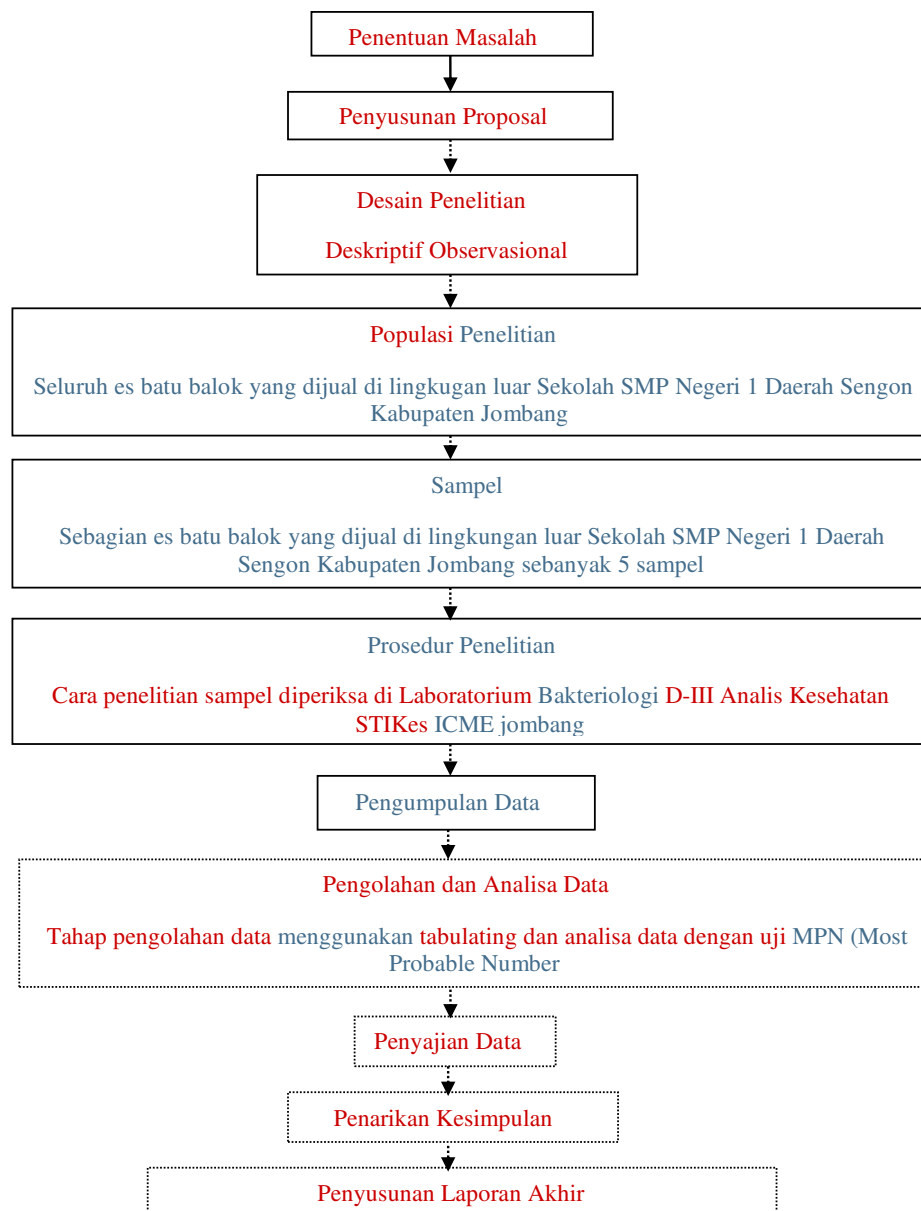 Penentuan Masalah
Penyusunan Proposal
Desain Penelitian
Deskriptif Observasional
Populasi Penelitian
Seluruh es batu balok yang dijual di lingkugan luar Sekolah SMP Negeri 1 Daerah Sengon
Kabupaten Jombang
Sampel
Sebagian es batu balok yang dijual di lingkungan luar Sekolah SMP Negeri 1 Daerah
Sengon Kabupaten Jombang sebanyak 5 sampel
Prosedur Penelitian
Cara penelitian sampel diperiksa di Laboratorium Bakteriologi D-III Analis Kesehatan
STIKes ICME jombang
Pengumpulan Data
Pengolahan dan Analisa Data
Tahap pengolahan data menggunakan tabulating dan analisa data dengan uji MPN (Most
Probable Number
Penyajian Data
Penarikan Kesimpulan
Penyusunan Laporan Akhir